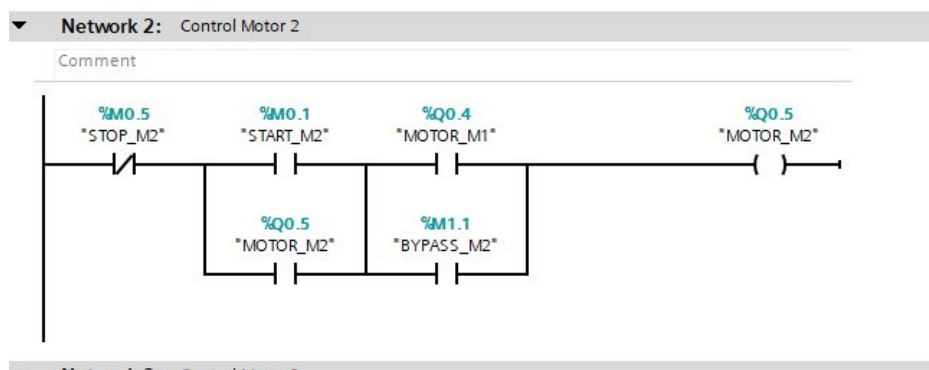 Network 2: Control Motor 2
Comment
%M0.5 %M0.1 %Q0.4 %Q0.5
"STOP_M2" "START_M2" "MOTOR_M1" "MOTOR_M2"
%Q0.5 %M1.1
"MOTOR_M2" "BYPASS_M2"